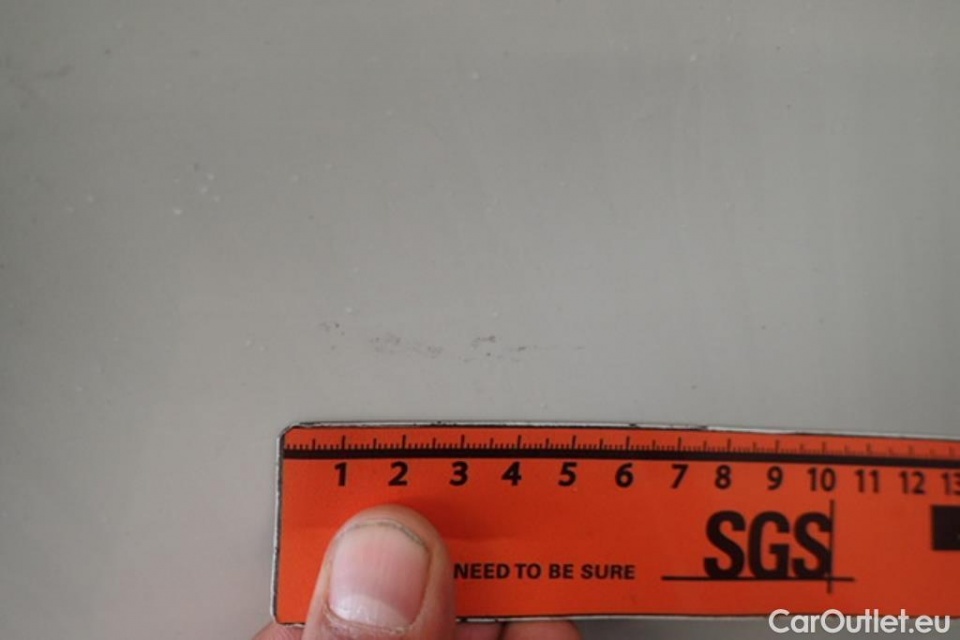 1 2 3 4 5 6 7 8 9 10 11 12 13
SGS
NEED TO BE SURE
CarOutlet.eu